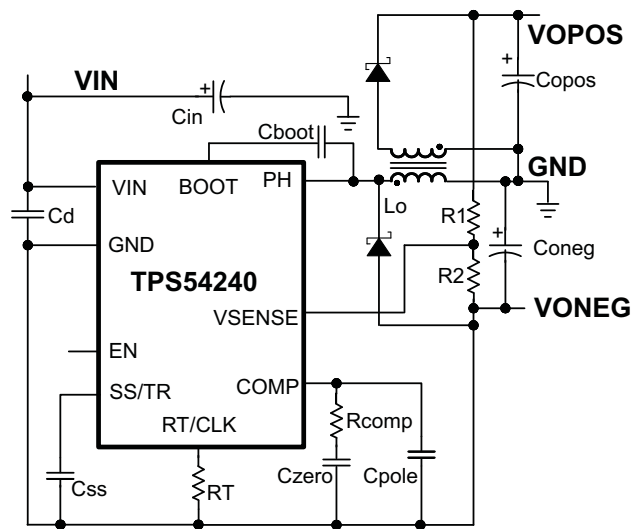 VOPOS
VIN
+
Copos
+
Cin
Cboot
GND
VIN
BOOT
PH
Cd
Lo
R1
+
GND
Coneg
TPS54240
R2
VSENSE
VONEG
EN
COMP
SS/TR
RT/CLK
Rcomp
Css
RT
Czero
Cpole